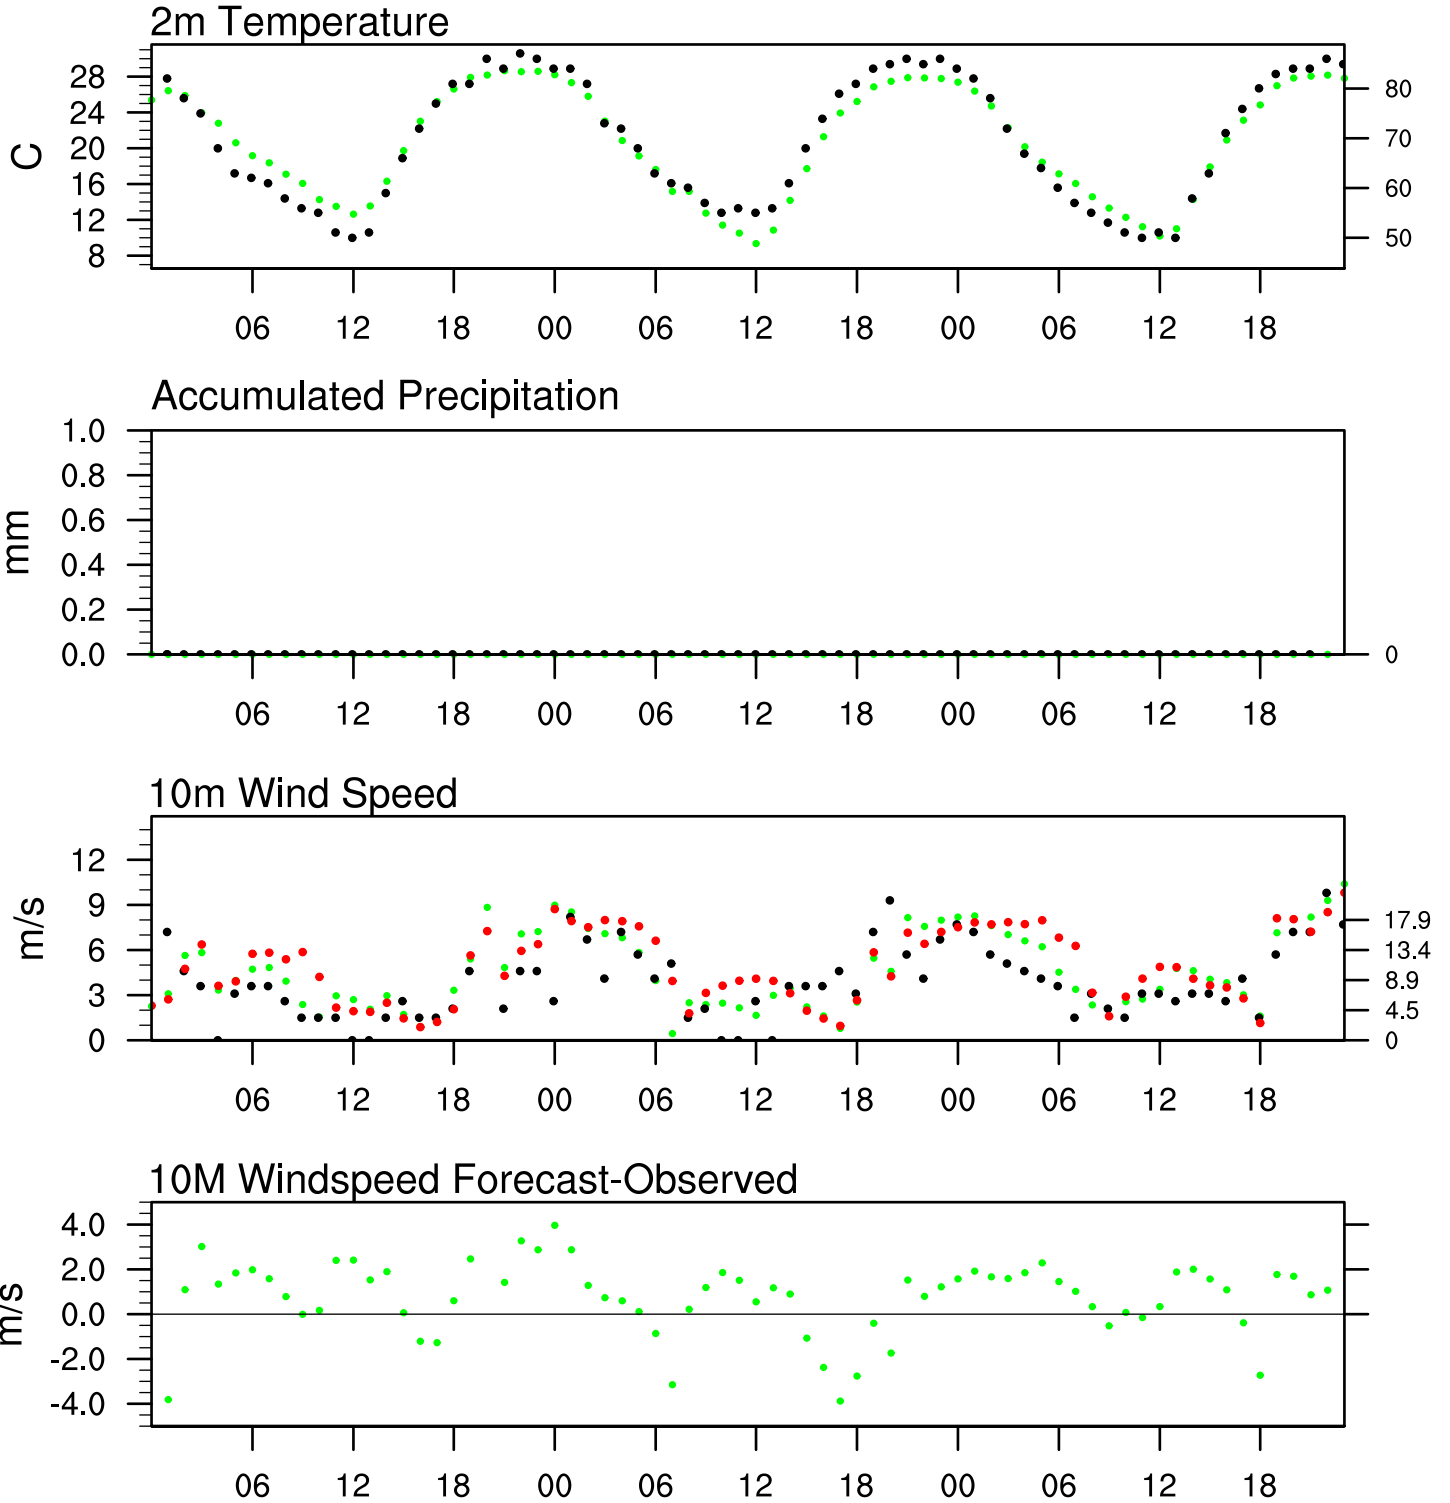 2m Temperature
28
24
20
16
12
8
C
80
70
60
50
06 12 18 00 06 12 18 00 06 12 18
Accumulated Precipitation
1.0
0.8
0.6
0.4
0.2
0.0
mm
0
06 12 18 00 06 12 18 00 06 12 18
10m Wind Speed
12
9
6
3
0
m/s
17.9
13.4
8.9
4.5
0
06 12 18 00 06 12 18 00 06 12 18
10M Windspeed Forecast-Observed
4.0
2.0
0.0
-2.0
-4.0
m/s
06 12 18 00 06 12 18 00 06 12 18